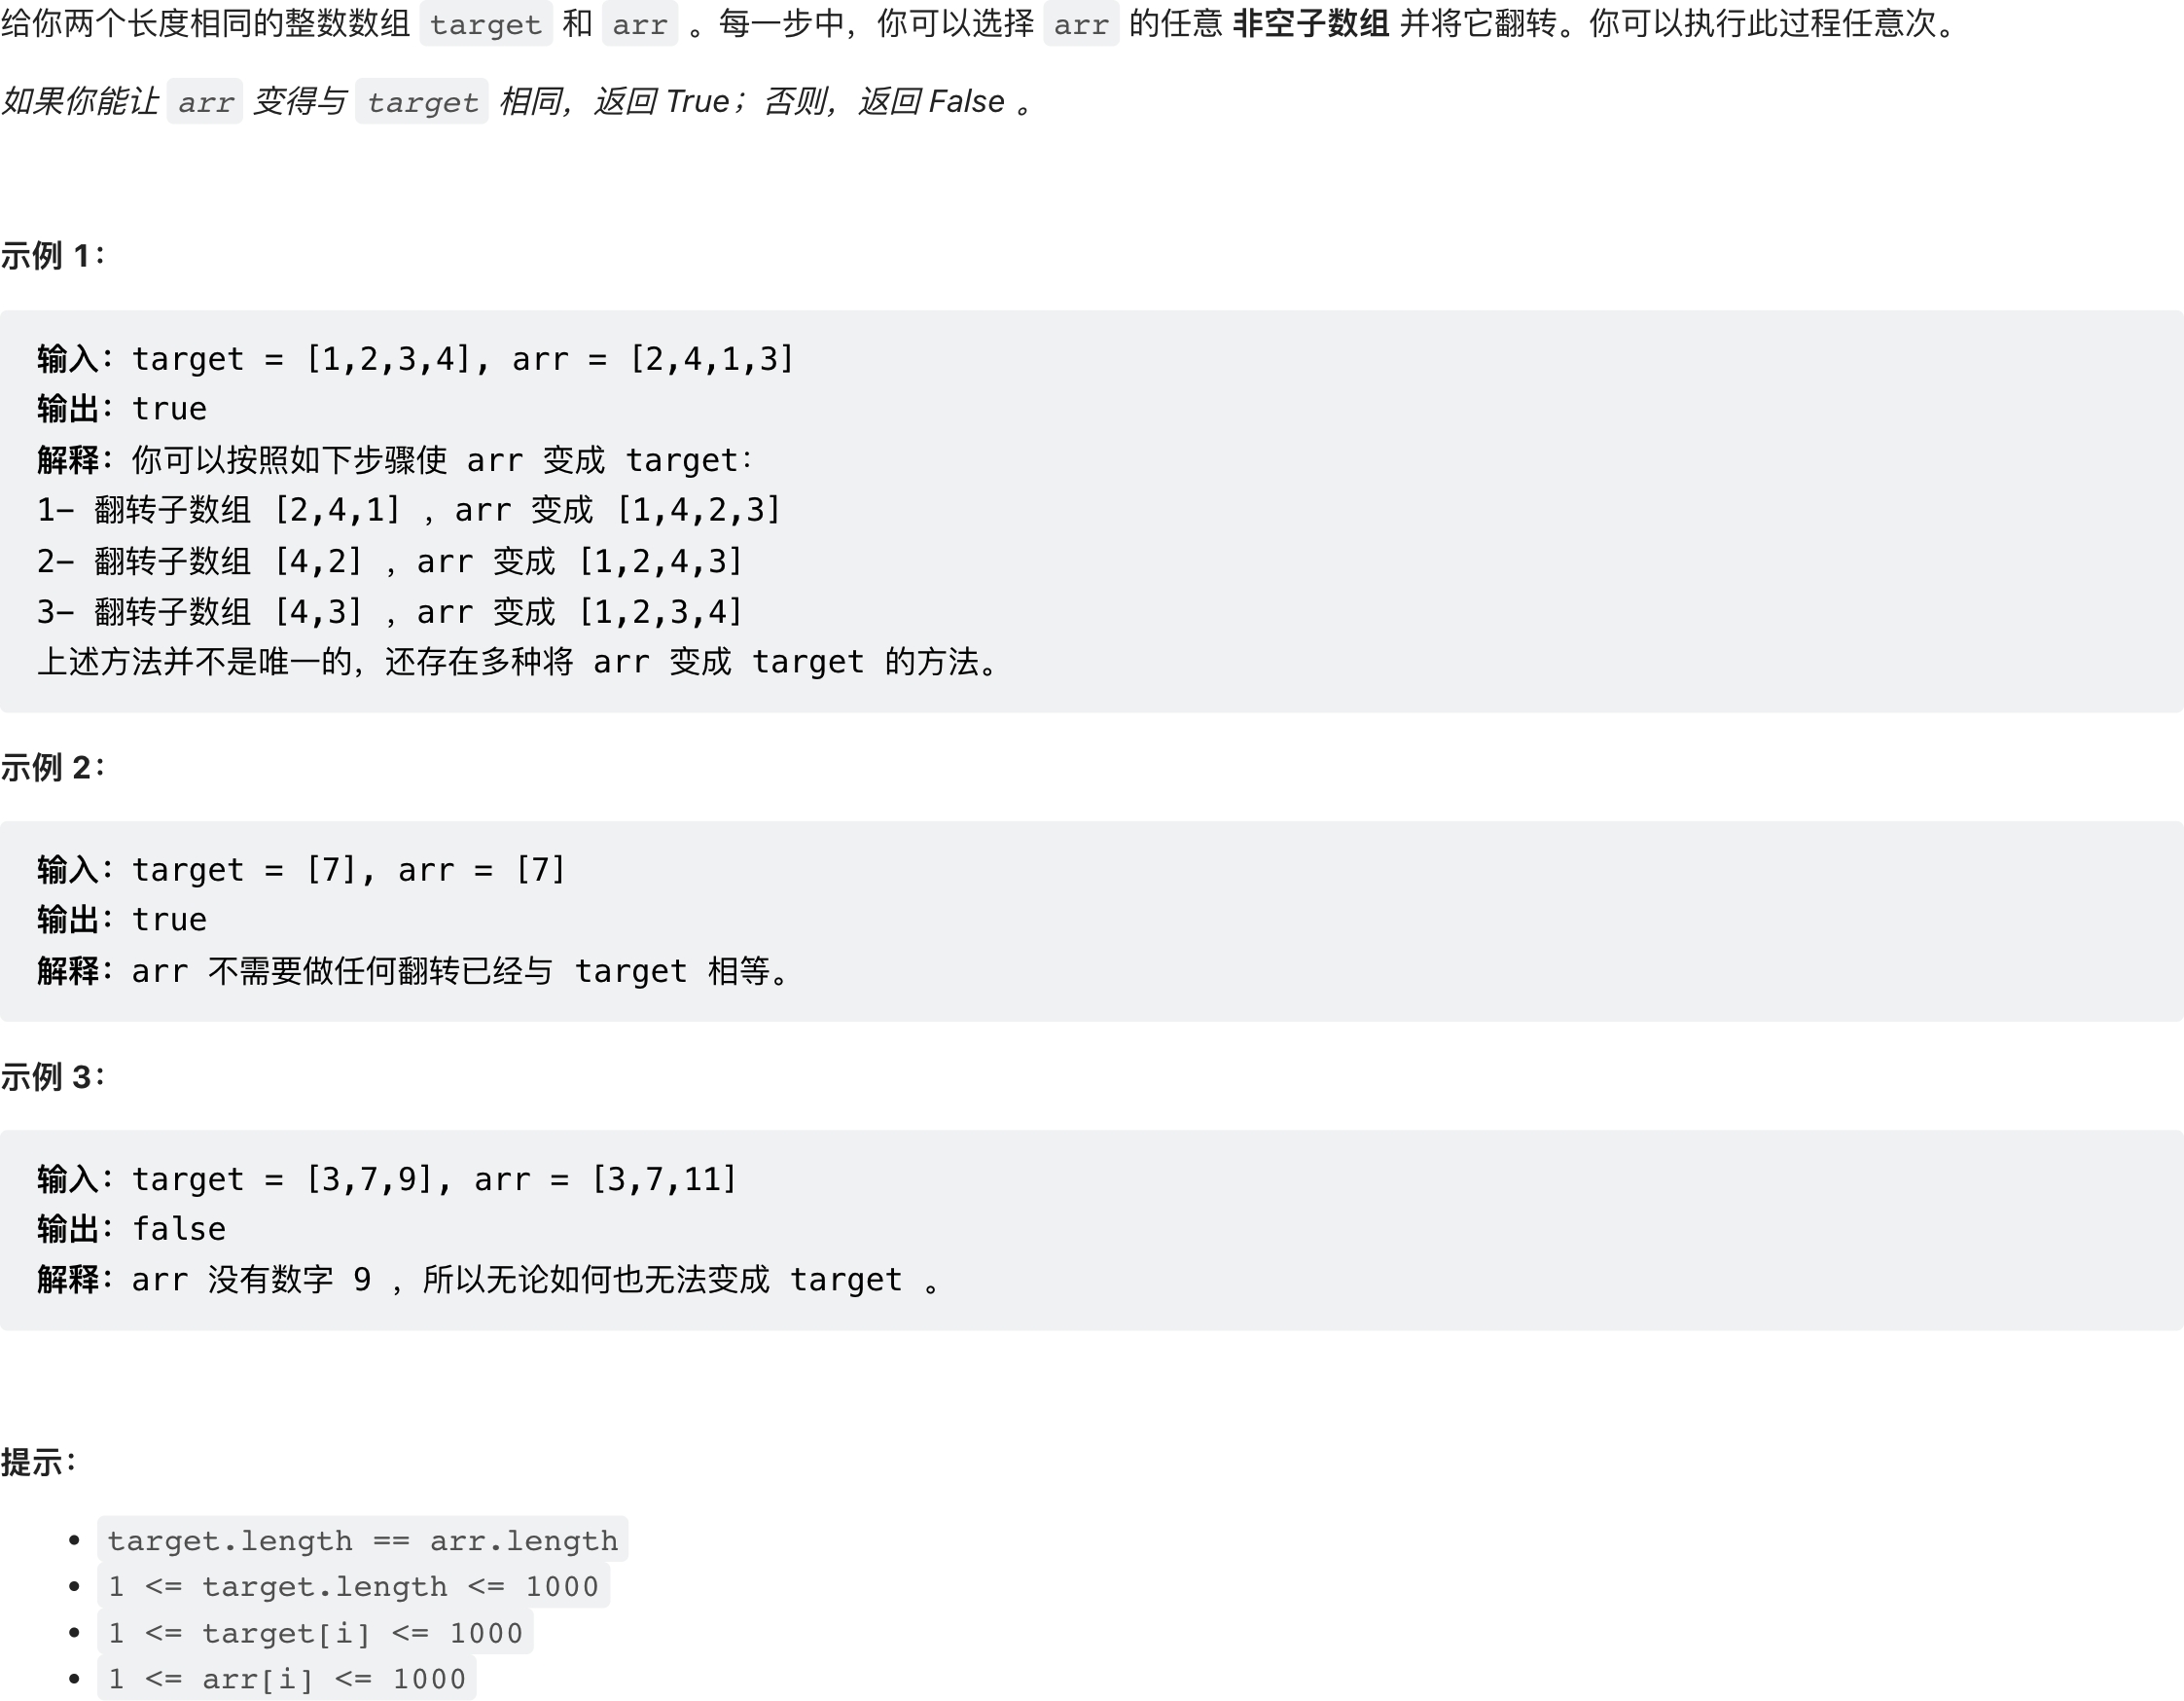 给你两个长度相同的整数数组 target 和 arr 。每一步中，你可以选择 arr 的任意 非空子数组 并将它翻转。你可以执行此过程任意次。
如果你能让 arr 变得与 target 相同，返回 True；否则，返回 False 。
示例 1：
输入：target = [1,2,3,4], arr = [2,4,1,3]
输出：true
解释：你可以按照如下步骤使 arr 变成 target：
1- 翻转子数组 [2,4,1] ，arr 变成 [1,4,2,3]
2- 翻转子数组 [4,2] ，arr 变成 [1,2,4,3]
3- 翻转子数组 [4,3] ，arr 变成 [1,2,3,4]
上述方法并不是唯一的，还存在多种将 arr 变成 target 的方法。
示例 2：
输入：target = [7], arr = [7]
输出：true
解释：arr 不需要做任何翻转已经与 target 相等。
示例 3：
输入：target = [3,7,9], arr = [3,7,11]
输出：false
解释：arr 没有数字 9 ，所以无论如何也无法变成 target 。
提示：
• target.length == arr.length
• 1 <= target.length <= 1000
• 1 <= target[i] <= 1000
• 1 <= arr[i] <= 1000